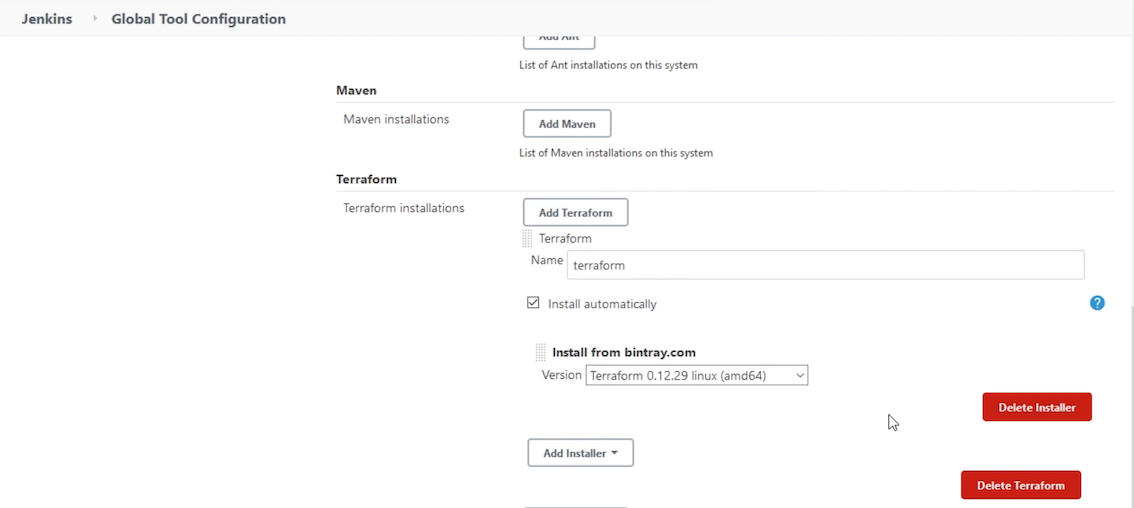 Jenkins Global Tool Configuration
Add Ant
List of Ant installations on this system
Maven
Maven installations Add Maven
List of Maven installations on this system
Terraform
Terraform installations Add Terraform
Terraform
Name terraform
Install automatically ?
Install from bintray.com
Version Terraform 0.12.29 linux (amd64)
Delete Installer
Add Installer
Delete Terraform